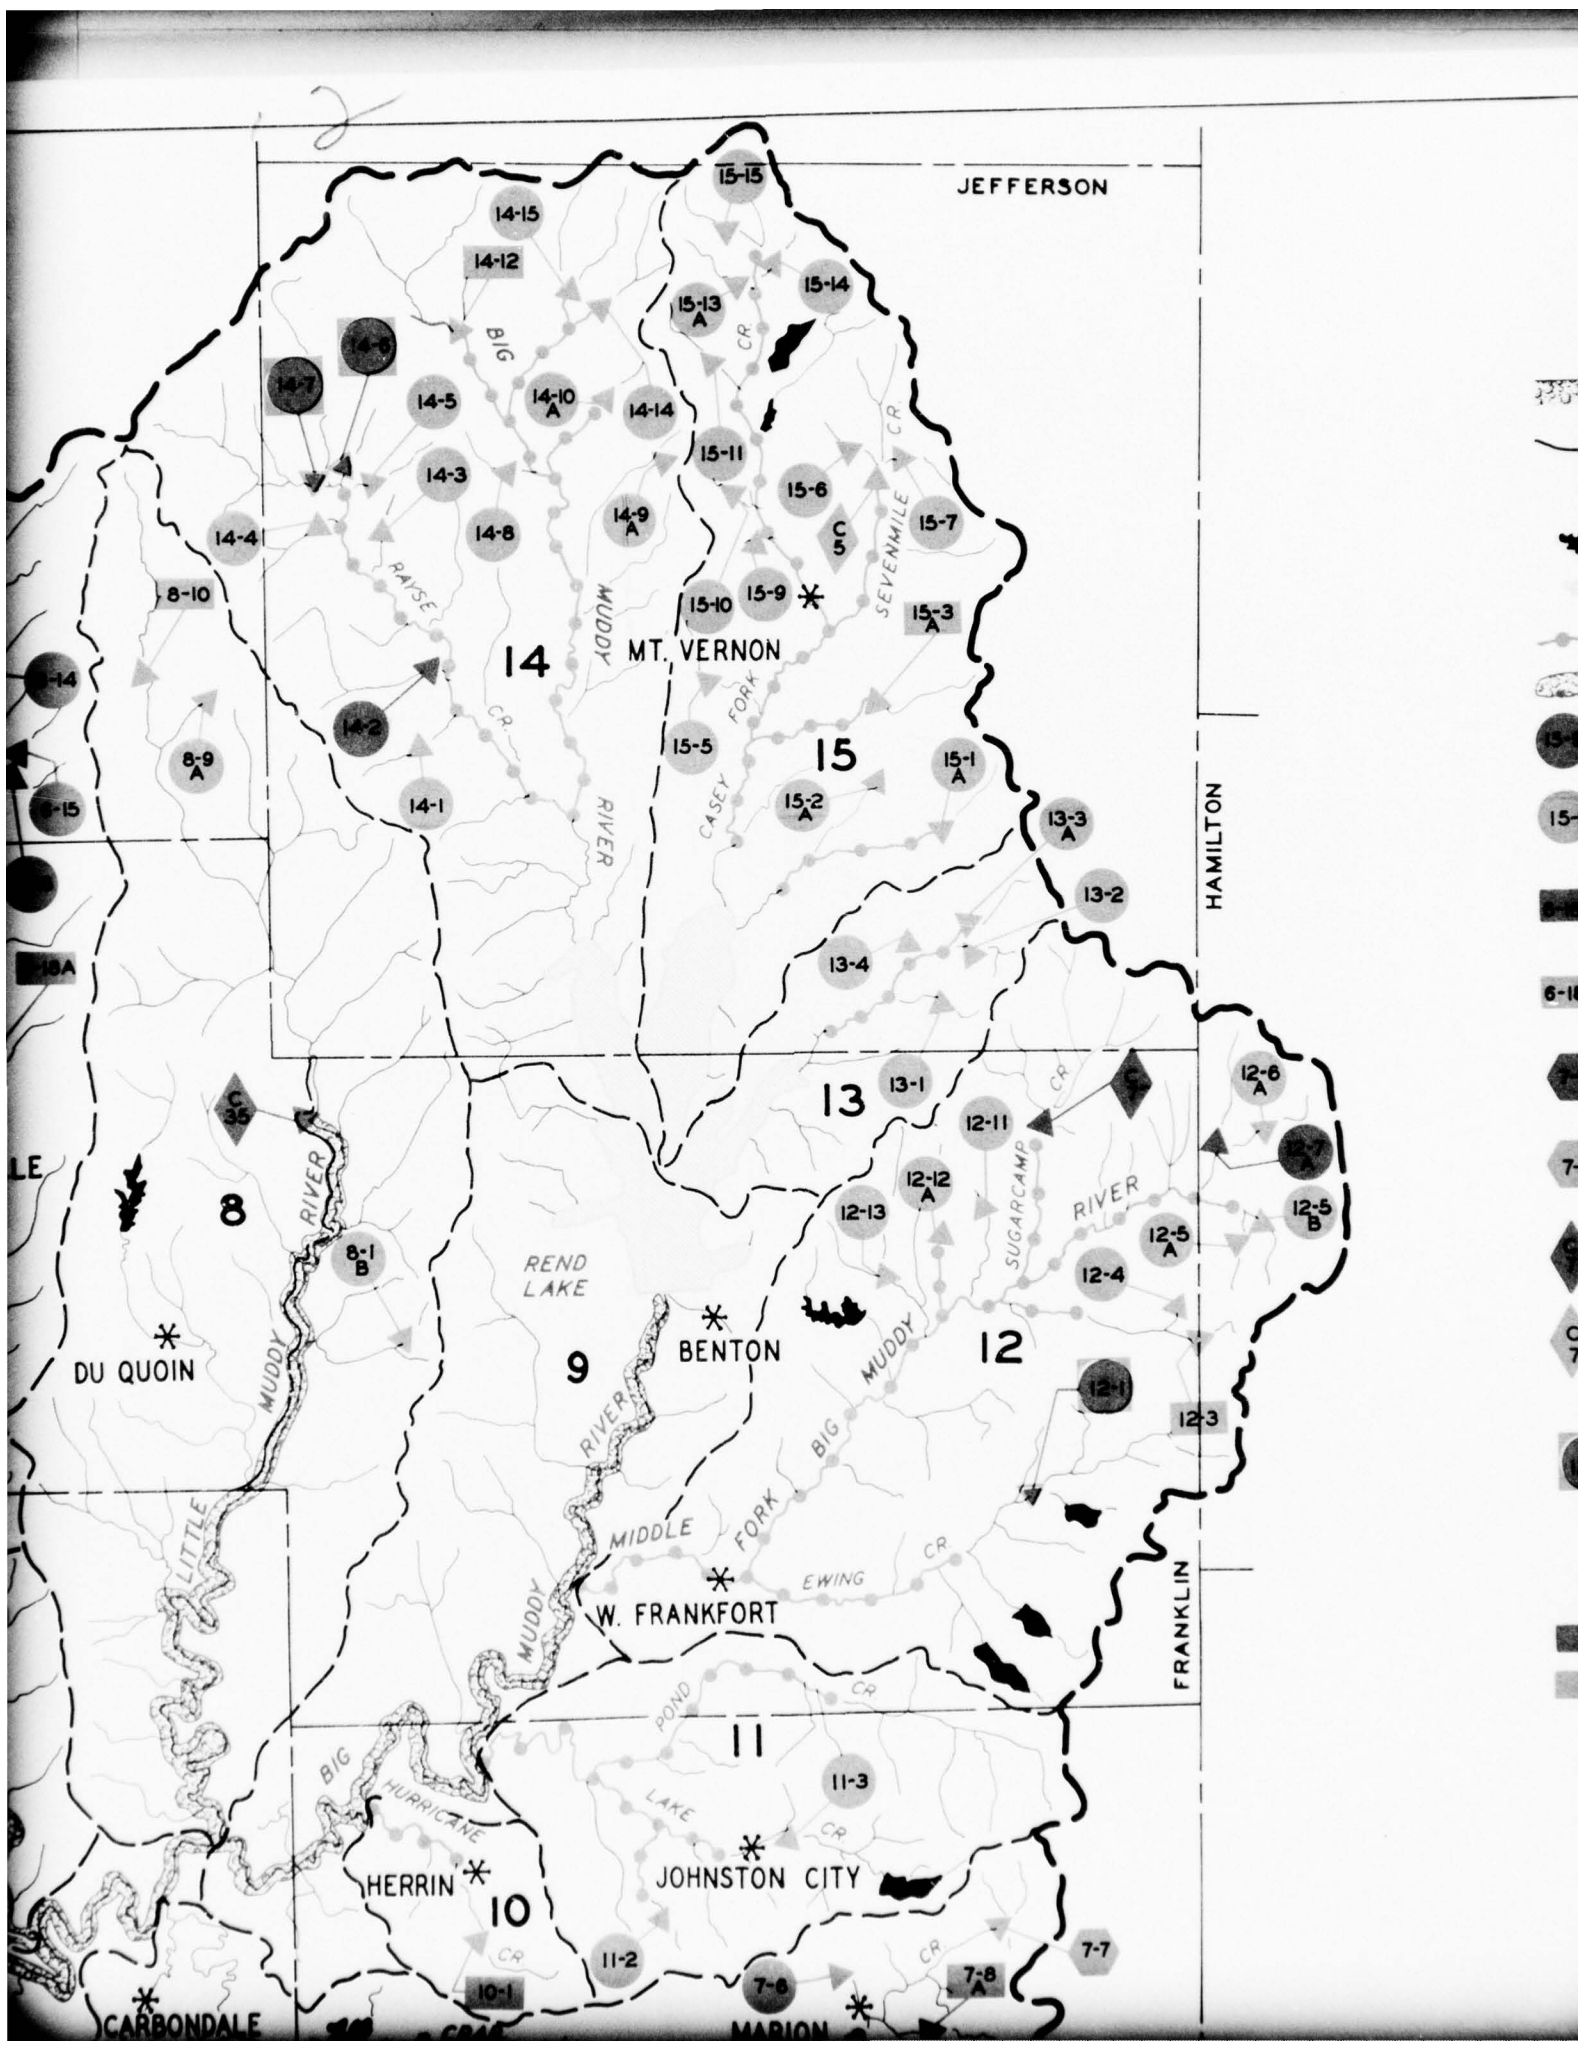 2
15-15
JEFFERSON
14-15
14-12
15-14
15-13
A
BIG
CR.
14-6
14-7
14-5
14-10
A
14-14
CR.
15-11
14-3
15-6
14-9
A
15-7
14-4
14-8
C
5
SEVENMILE
RAYSE
8-10
15-10
15-9
MUDDY
15-3
A
14
MT. VERNON
14-2
CR.
FORK
15-5
15
8-9
A
15-1
A
14-1
15-2
A
CASEY
RIVER
13-3
A
HAMILTON
13-2
13-4
6-18
13-1
CR
12-6
A
C
35
13
12-11
12-7
A
LE
RIVER
8
12-12
A
SUGARCAMP
RIVER
12-13
12-5
B
12-5
A
8-1
B
REND
LAKE
12-4
MUDDY
BENTON
12
DU QUOIN
9
MUDDY
12-1
RIVER
BIG
12-3
LITTLE
MIDDLE
FORK
CR.
EWING
MUDDY
W. FRANKFORT
FRANKLIN
POND
CR
11
BIG
HURRICANE
11-3
LAKE
CR.
HERRIN
JOHNSTON CITY
10
CR
11-2
CR
7-7
10-1
7-6
7-8
A
CARBONDALE
CRAB
MARION